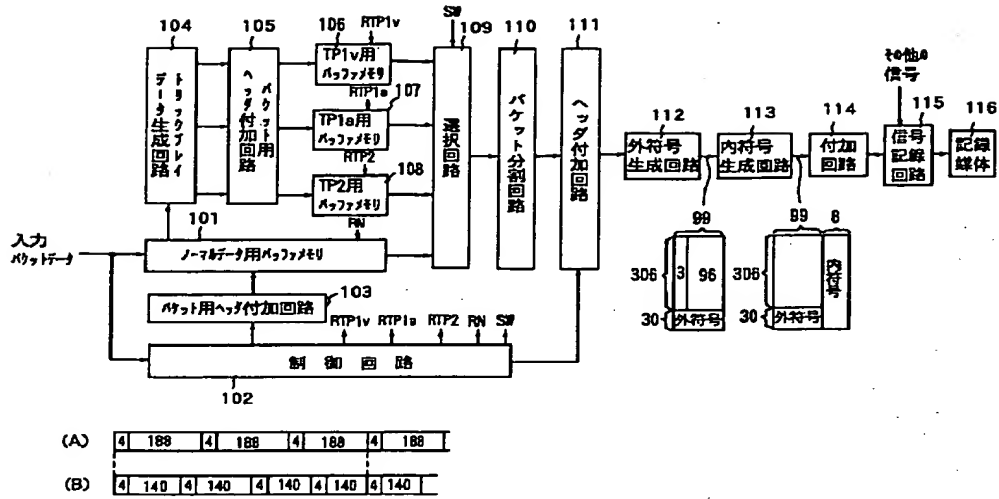 104
105
106
RTP1v
SW
109
110
111
トリックプレイ
データ生成回路
パケット用
ヘッダ付加回路
TP1v用
バッファメモリ
RTP1a
107
TP1a用
バッファメモリ
RTP2
TP2用
108
バッファメモリ
選択回路
パケット分割回路
ヘッダ付加回路
その他の
信号
112
113
114
115
116
外符号
生成回路
内符号
生成回路
付加
回路
信号
記録
回路
記録
媒体
入力
パケットデータ
101
RN
ノーマルデータ用バッファメモリ
103
パケット用ヘッダ付加回路
RTP1v RTP1a RTP2 RN SW
制御回路
102
99
306
3
96
30
外符号
99
8
306
内符号
30
外符号
(A) 4 188 4 188 4 188 4 188
(B) 4 140 4 140 4 140 4 140 4 140